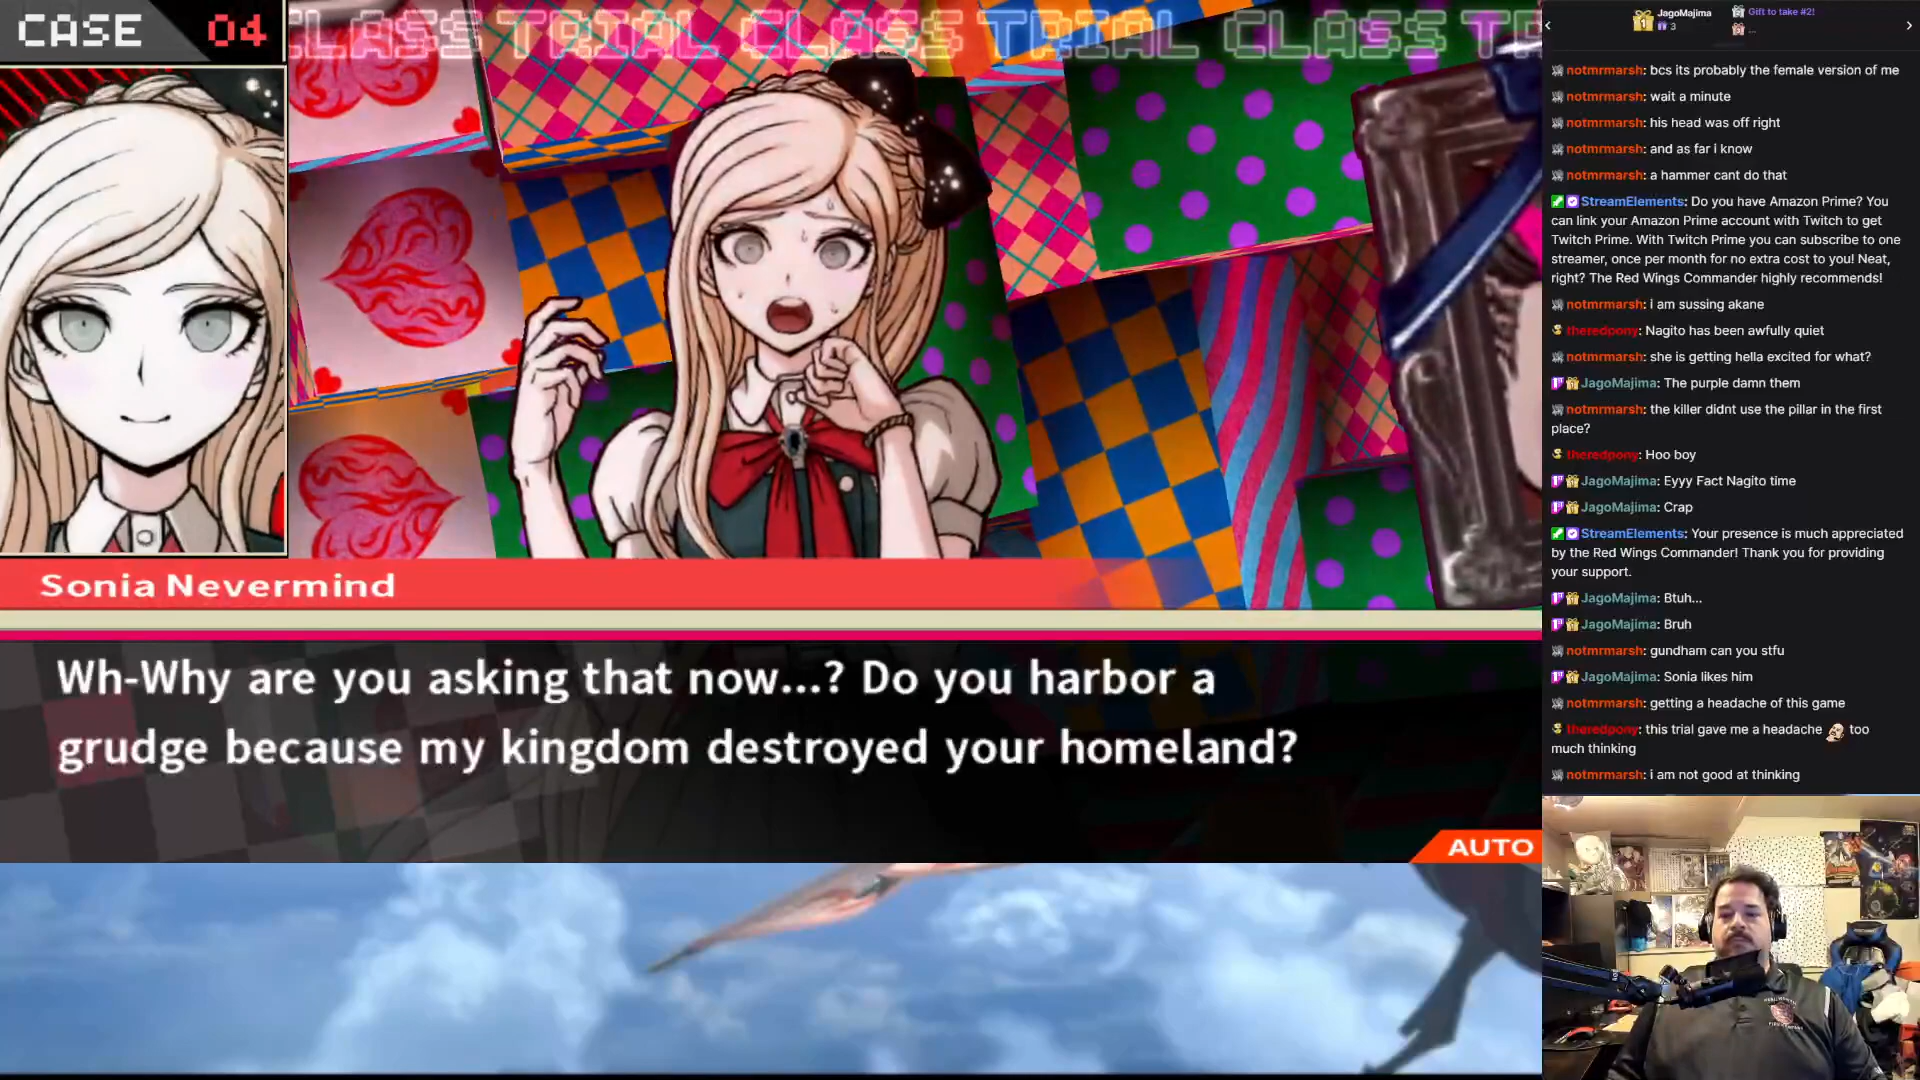 CASE 04
CLASS TRIAL CLASS TRIAL CLASS TR
Sonia Nevermind
Wh-Why are you asking that now...? Do you harbor a
grudge because my kingdom destroyed your homeland?
AUTO
JagoMajima
3
Gift to take #2!
...
notmrmarsh: bcs its probably the female version of me
notmrmarsh: wait a minute
notmrmarsh: his head was off right
notmrmarsh: and as far i know
notmrmarsh: a hammer cant do that
StreamElements: Do you have Amazon Prime? You
can link your Amazon Prime account with Twitch to get
Twitch Prime. With Twitch Prime you can subscribe to one
streamer, once per month for no extra cost to you! Neat,
right? The Red Wings Commander highly recommends!
notmrmarsh: i am sussing akane
theredpony: Nagito has been awfully quiet
notmrmarsh: she is getting hella excited for what?
JagoMajima: The purple damn them
notmrmarsh: the killer didnt use the pillar in the first
place?
theredpony: Hoo boy
JagoMajima: Eyyy Fact Nagito time
JagoMajima: Crap
StreamElements: Your presence is much appreciated
by the Red Wings Commander! Thank you for providing
your support.
JagoMajima: Btuh...
JagoMajima: Bruh
notmrmarsh: gundham can you stfu
JagoMajima: Sonia likes him
notmrmarsh: getting a headache of this game
theredpony: this trial gave me a headache too
much thinking
notmrmarsh: i am not good at thinking